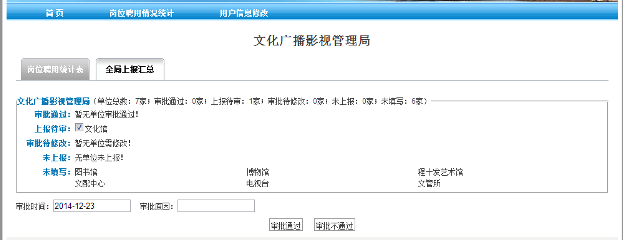 首 页 岗位聘用情况统计 用户信息修改
文化广播影视管理局
岗位聘用统计表 全局上报汇总
文化广播影视管理局(单位总数:7家;审批通过:0家;上报待审:1家;审批待修改:0家;未上报:0家;未填写:6家)
审批通过:暂无单位审批通过!
上报待审:文化馆
审批待修改:暂无单位需修改!
未上报:无单位未上报!
未填写:图书馆 博物馆 程十发艺术馆
文配中心 电视台 文管所
审批时间:2014-12-23 审批原因:
审批通过 审批不通过